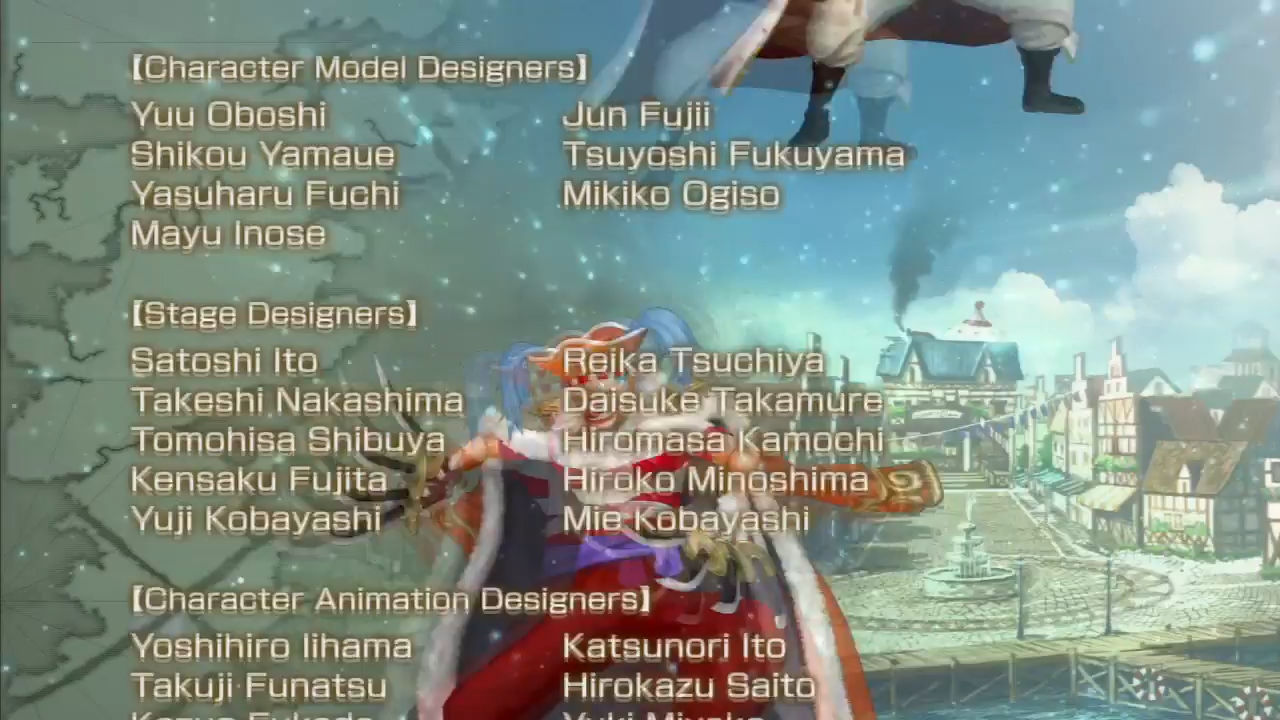 【Character Model Designers】
Yuu Oboshi Jun Fujii
Shikou Yamaue Tsuyoshi Fukuyama
Yasuharu Fuchi Mikiko Ogiso
Mayu Inose
【Stage Designers】
Satoshi Ito Reika Tsuchiya
Takeshi Nakashima Daisuke Takamure
Tomohisa Shibuya Hiromasa Kamochi
Kensaku Fujita Hiroko Minoshima
Yuji Kobayashi Mie Kobayashi
【Character Animation Designers】
Yoshihiro Iihama Katsunori Ito
Takuji Funatsu Hirokazu Saito